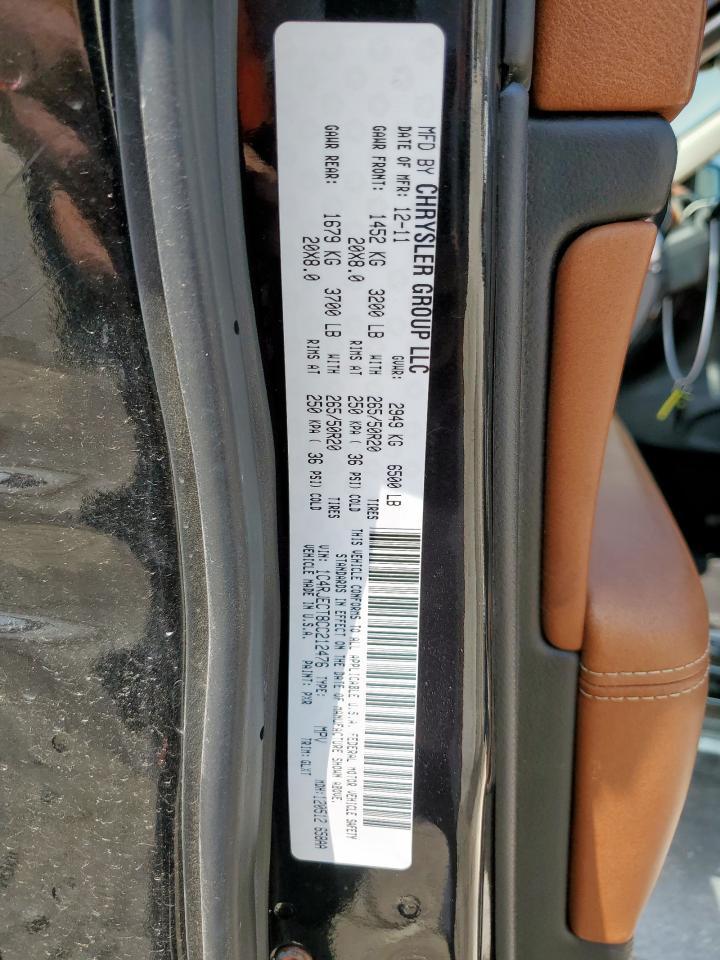 MFD BY CHRYSLER GROUP LLC
DATE OF MFR: 12-11 GVWR: 2949 KG 6500 LB
GAWR FRONT: 1452 KG 3200 LB WITH 265/50R20 TIRES
20X8.0 RIMS AT 250 KPA ( 36 PSI) COLD
GAWR REAR: 1679 KG 3700 LB WITH 265/50R20 TIRES
20X8.0 RIMS AT 250 KPA ( 36 PSI) COLD
THIS VEHICLE CONFORMS TO ALL APPLICABLE U.S.A. FEDERAL MOTOR VEHICLE SAFETY
STANDARDS IN EFFECT ON THE DATE OF MANUFACTURE SHOWN ABOVE.
VIN: 1C4RJECT8CC212476 TYPE: MPV
VEHICLE MADE IN U.S.A. PAINT: PXR TRIM: GLXT